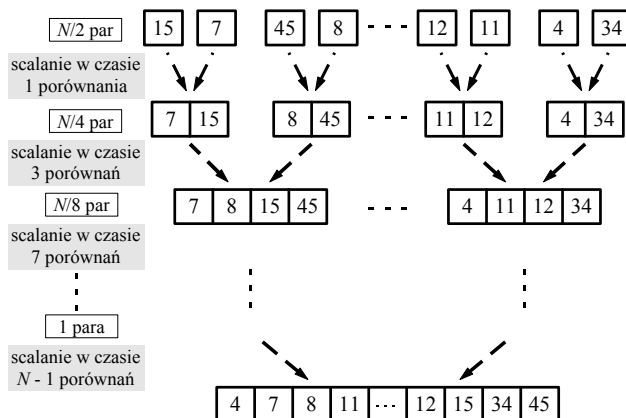 N/2 par 15 7 45 8 12 11 4 34
scalanie w czasie
1 porównania
N/4 par 7 15 8 45 11 12 4 34
scalanie w czasie
3 porównań
N/8 par 7 8 15 45 4 11 12 34
scalanie w czasie
7 porównań
1 para
scalanie w czasie
N - 1 porównań
4 7 8 11 ... 12 15 34 45